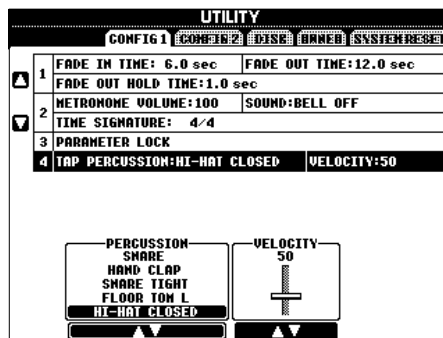 UTILITY
CONFIG 1 CONFIG 2 DISK OWNER SYSTEM RESET
1 FADE IN TIME: 6.0 sec FADE OUT TIME:12.0 sec
FADE OUT HOLD TIME:1.0 sec
2 METRONOME VOLUME:100 SOUND:BELL OFF
TIME SIGNATURE: 4/4
3 PARAMETER LOCK
4 TAP PERCUSSION:HI-HAT CLOSED VELOCITY:50
PERCUSSION VELOCITY
SNARE 50
HAND CLAP
SNARE TIGHT
FLOOR TOM L
HI-HAT CLOSED